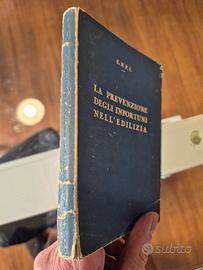 E.N.P.I.
LA PREVENZIONE
DEGLI INFORTUNI
NELL'EDILIZIA
subito